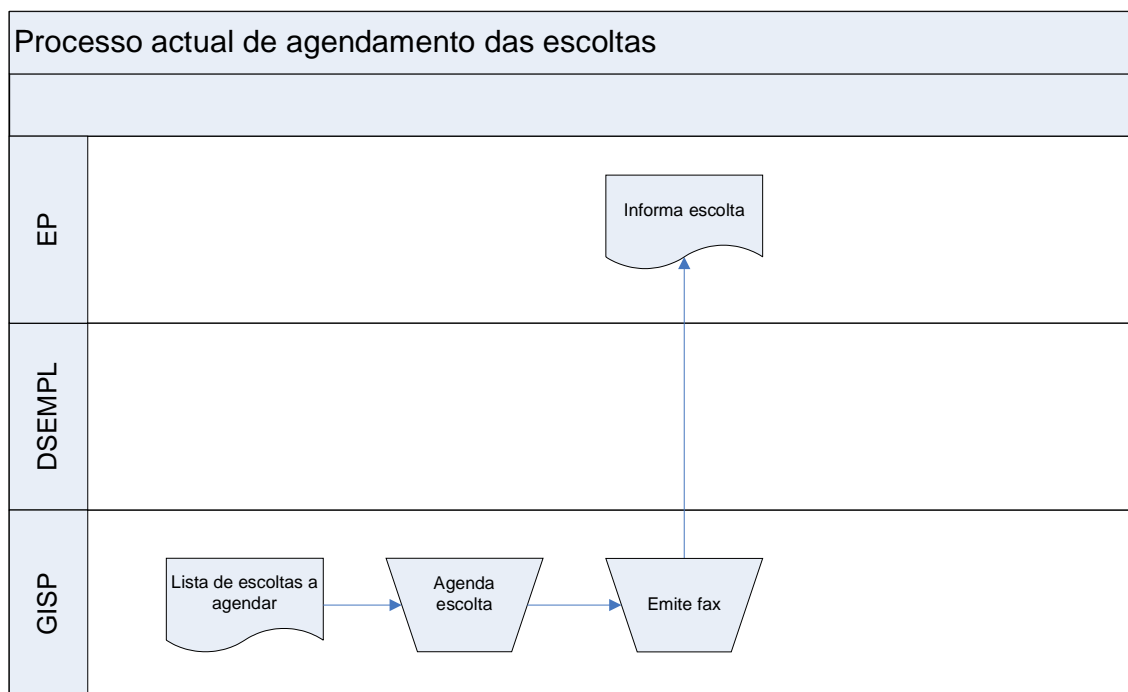 Processo actual de agendamento das escoltas
EP
Informa escolta
DSEMPL
GISP
Lista de escoltas a
agendar
Agenda
escolta
Emite fax